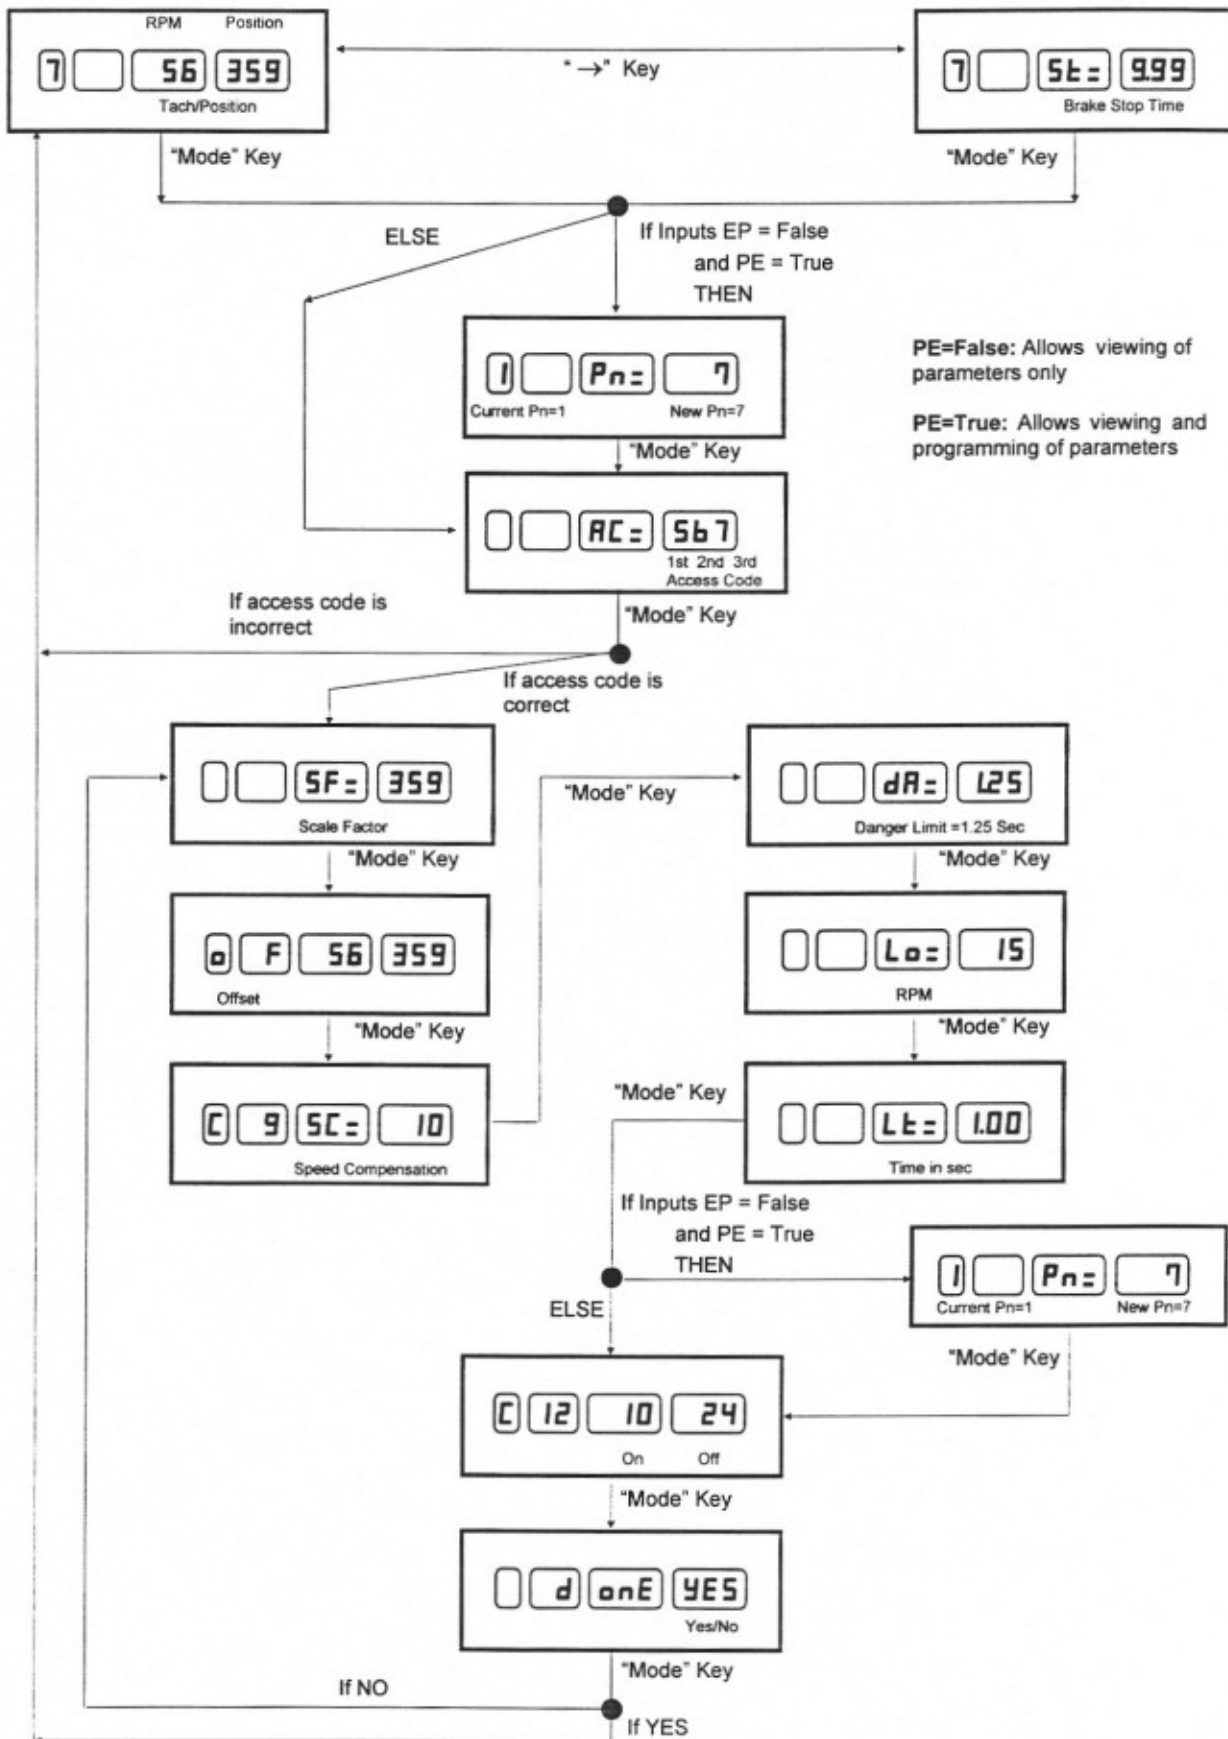 RPM Position
7 56 359
Tach/Position
"→" Key
7 St= 9.99
Brake Stop Time
"Mode" Key
"Mode" Key
ELSE
If Inputs EP = False
and PE = True
THEN
1 Pn= 7
Current Pn=1 New Pn=7
PE=False: Allows viewing of
parameters only
PE=True: Allows viewing and
programming of parameters
"Mode" Key
AC= 567
1st 2nd 3rd
Access Code
"Mode" Key
If access code is
incorrect
If access code is
correct
SF= 359
Scale Factor
"Mode" Key
o F 56 359
Offset
"Mode" Key
C 9 SC= 10
Speed Compensation
"Mode" Key
dA= 1.25
Danger Limit =1.25 Sec
"Mode" Key
Lo= 15
RPM
"Mode" Key
Lt= 1.00
Time in sec
"Mode" Key
If Inputs EP = False
and PE = True
THEN
1 Pn= 7
Current Pn=1 New Pn=7
"Mode" Key
ELSE
C 12 10 24
On Off
"Mode" Key
d onE YES
Yes/No
"Mode" Key
If NO
If YES